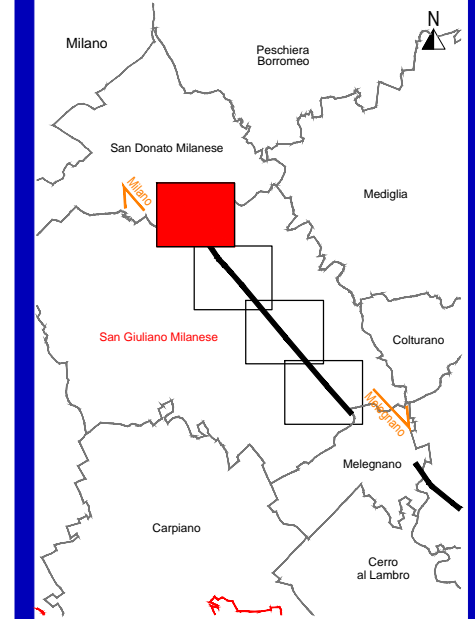 N
Milano
Peschiera
Borromeo
San Donato Milanese
Milano
Mediglia
San Giuliano Milanese
Colturano
Melegnano
Melegnano
Carpiano
Cerro
al Lambro